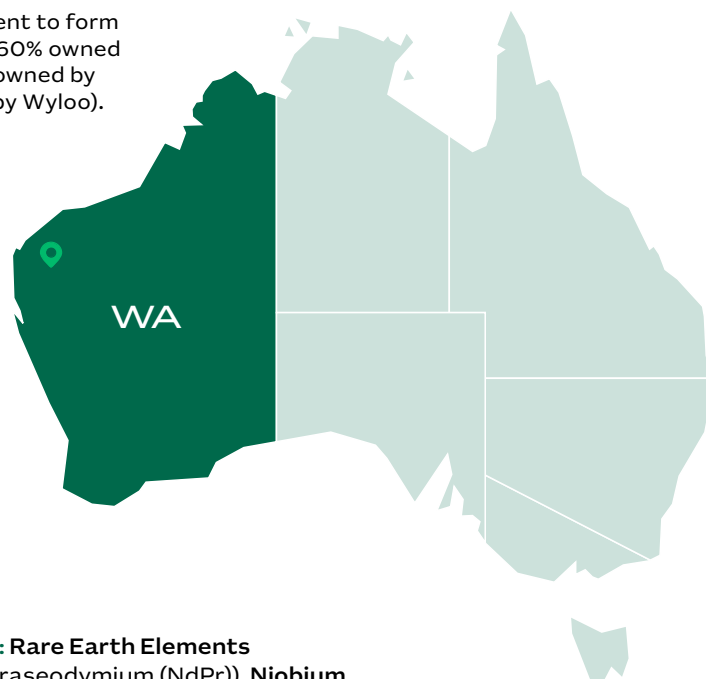 ent to form
60% owned
owned by
by Wyloo).
WA
: Rare Earth Elements
raseodymium (NdPr)), Niobium